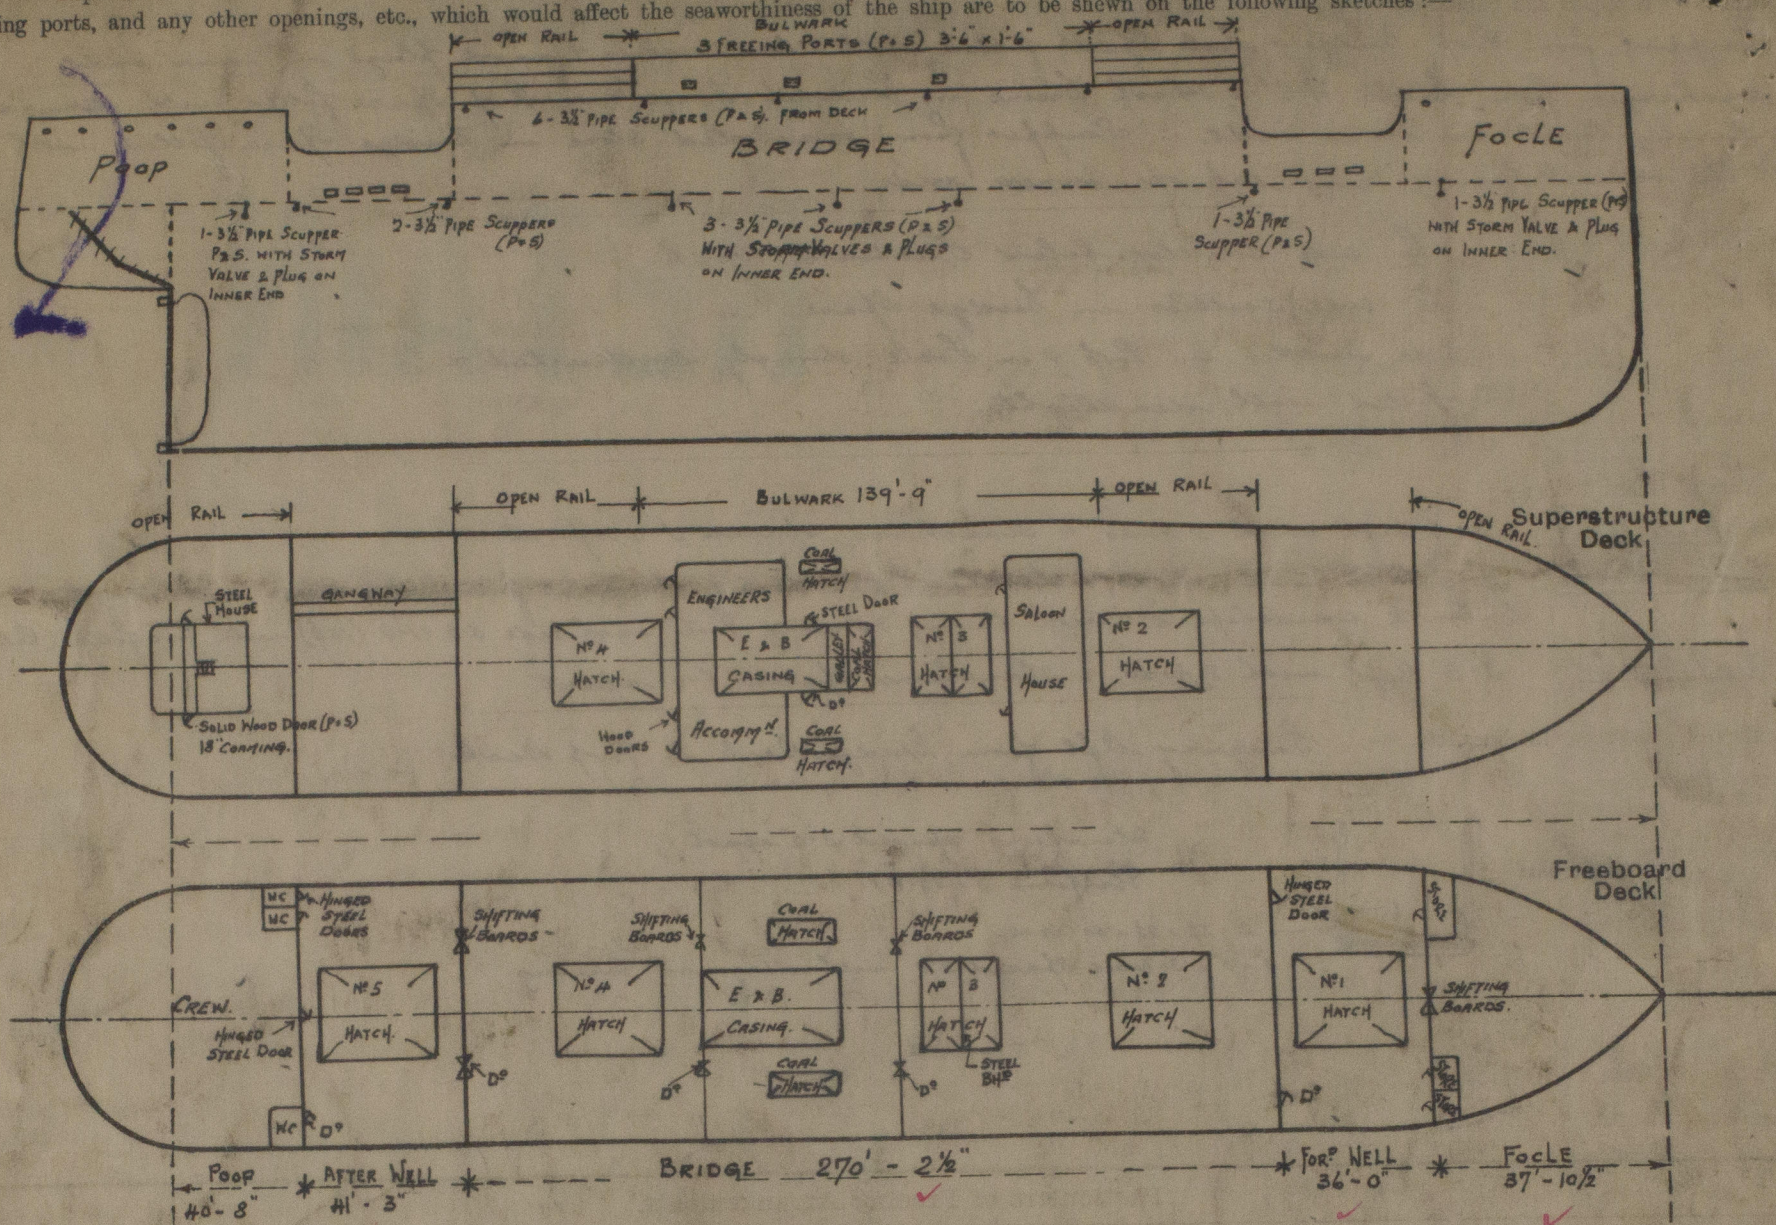 ing ports, and any other openings, etc., which would affect the seaworthiness of the ship are to be shewn on the following sketches:—
OPEN RAIL
BULWARK
3 FREEING PORTS (P & S) 3'-6" x 1'-6"
OPEN RAIL
6 - 3½" PIPE SCUPPERS (P & S). FROM DECK
POOP
BRIDGE
FOCLE
1 - 3½" PIPE SCUPPER
P & S. WITH STORM
VALVE & PLUG ON
INNER END
2 - 3½" PIPE SCUPPERS
(P & S)
3 - 3½" PIPE SCUPPERS (P & S)
WITH STORM VALVES & PLUGS
ON INNER END.
1 - 3½" PIPE
SCUPPER (P & S)
1 - 3½" PIPE SCUPPER (P & S)
WITH STORM VALVE & PLUG
ON INNER END.
OPEN RAIL
OPEN RAIL
BULWARK 139'-9"
OPEN RAIL
OPEN RAIL.
Superstructure
Deck
STEEL
HOUSE
GANGWAY
SOLID WOOD DOOR (P & S)
18" COAMING.
No 4
HATCH
ENGINEERS
ACCOMMN.
WOOD
DOORS
E & B
CASING
COAL
HATCH
STEEL DOOR
GALLEY
COAL
HATCH
Do
COAL
HATCH.
No 3
HATCH
SALOON
HOUSE
No 2
HATCH
Freeboard
Deck
WC
WC
HINGED
STEEL
DOORS
CREW.
HINGED
STEEL DOOR
WC
Do
No 5
HATCH.
SHIFTING
BOARDS
Do
No 4
HATCH
SHIFTING
BOARDS
Do
COAL
HATCH
E & B.
CASING.
COAL
HATCH
SHIFTING
BOARDS
Do
No 3
HATCH
STEEL
BHD
No 2
HATCH
HINGED
STEEL
DOOR
Do
No 1
HATCH
SHIFTING
BOARDS.
POOP
40'-8"
AFTER WELL
41'-3"
BRIDGE 270'-2½"
FORD WELL
36'-0"
FOCLE
37'-10½"